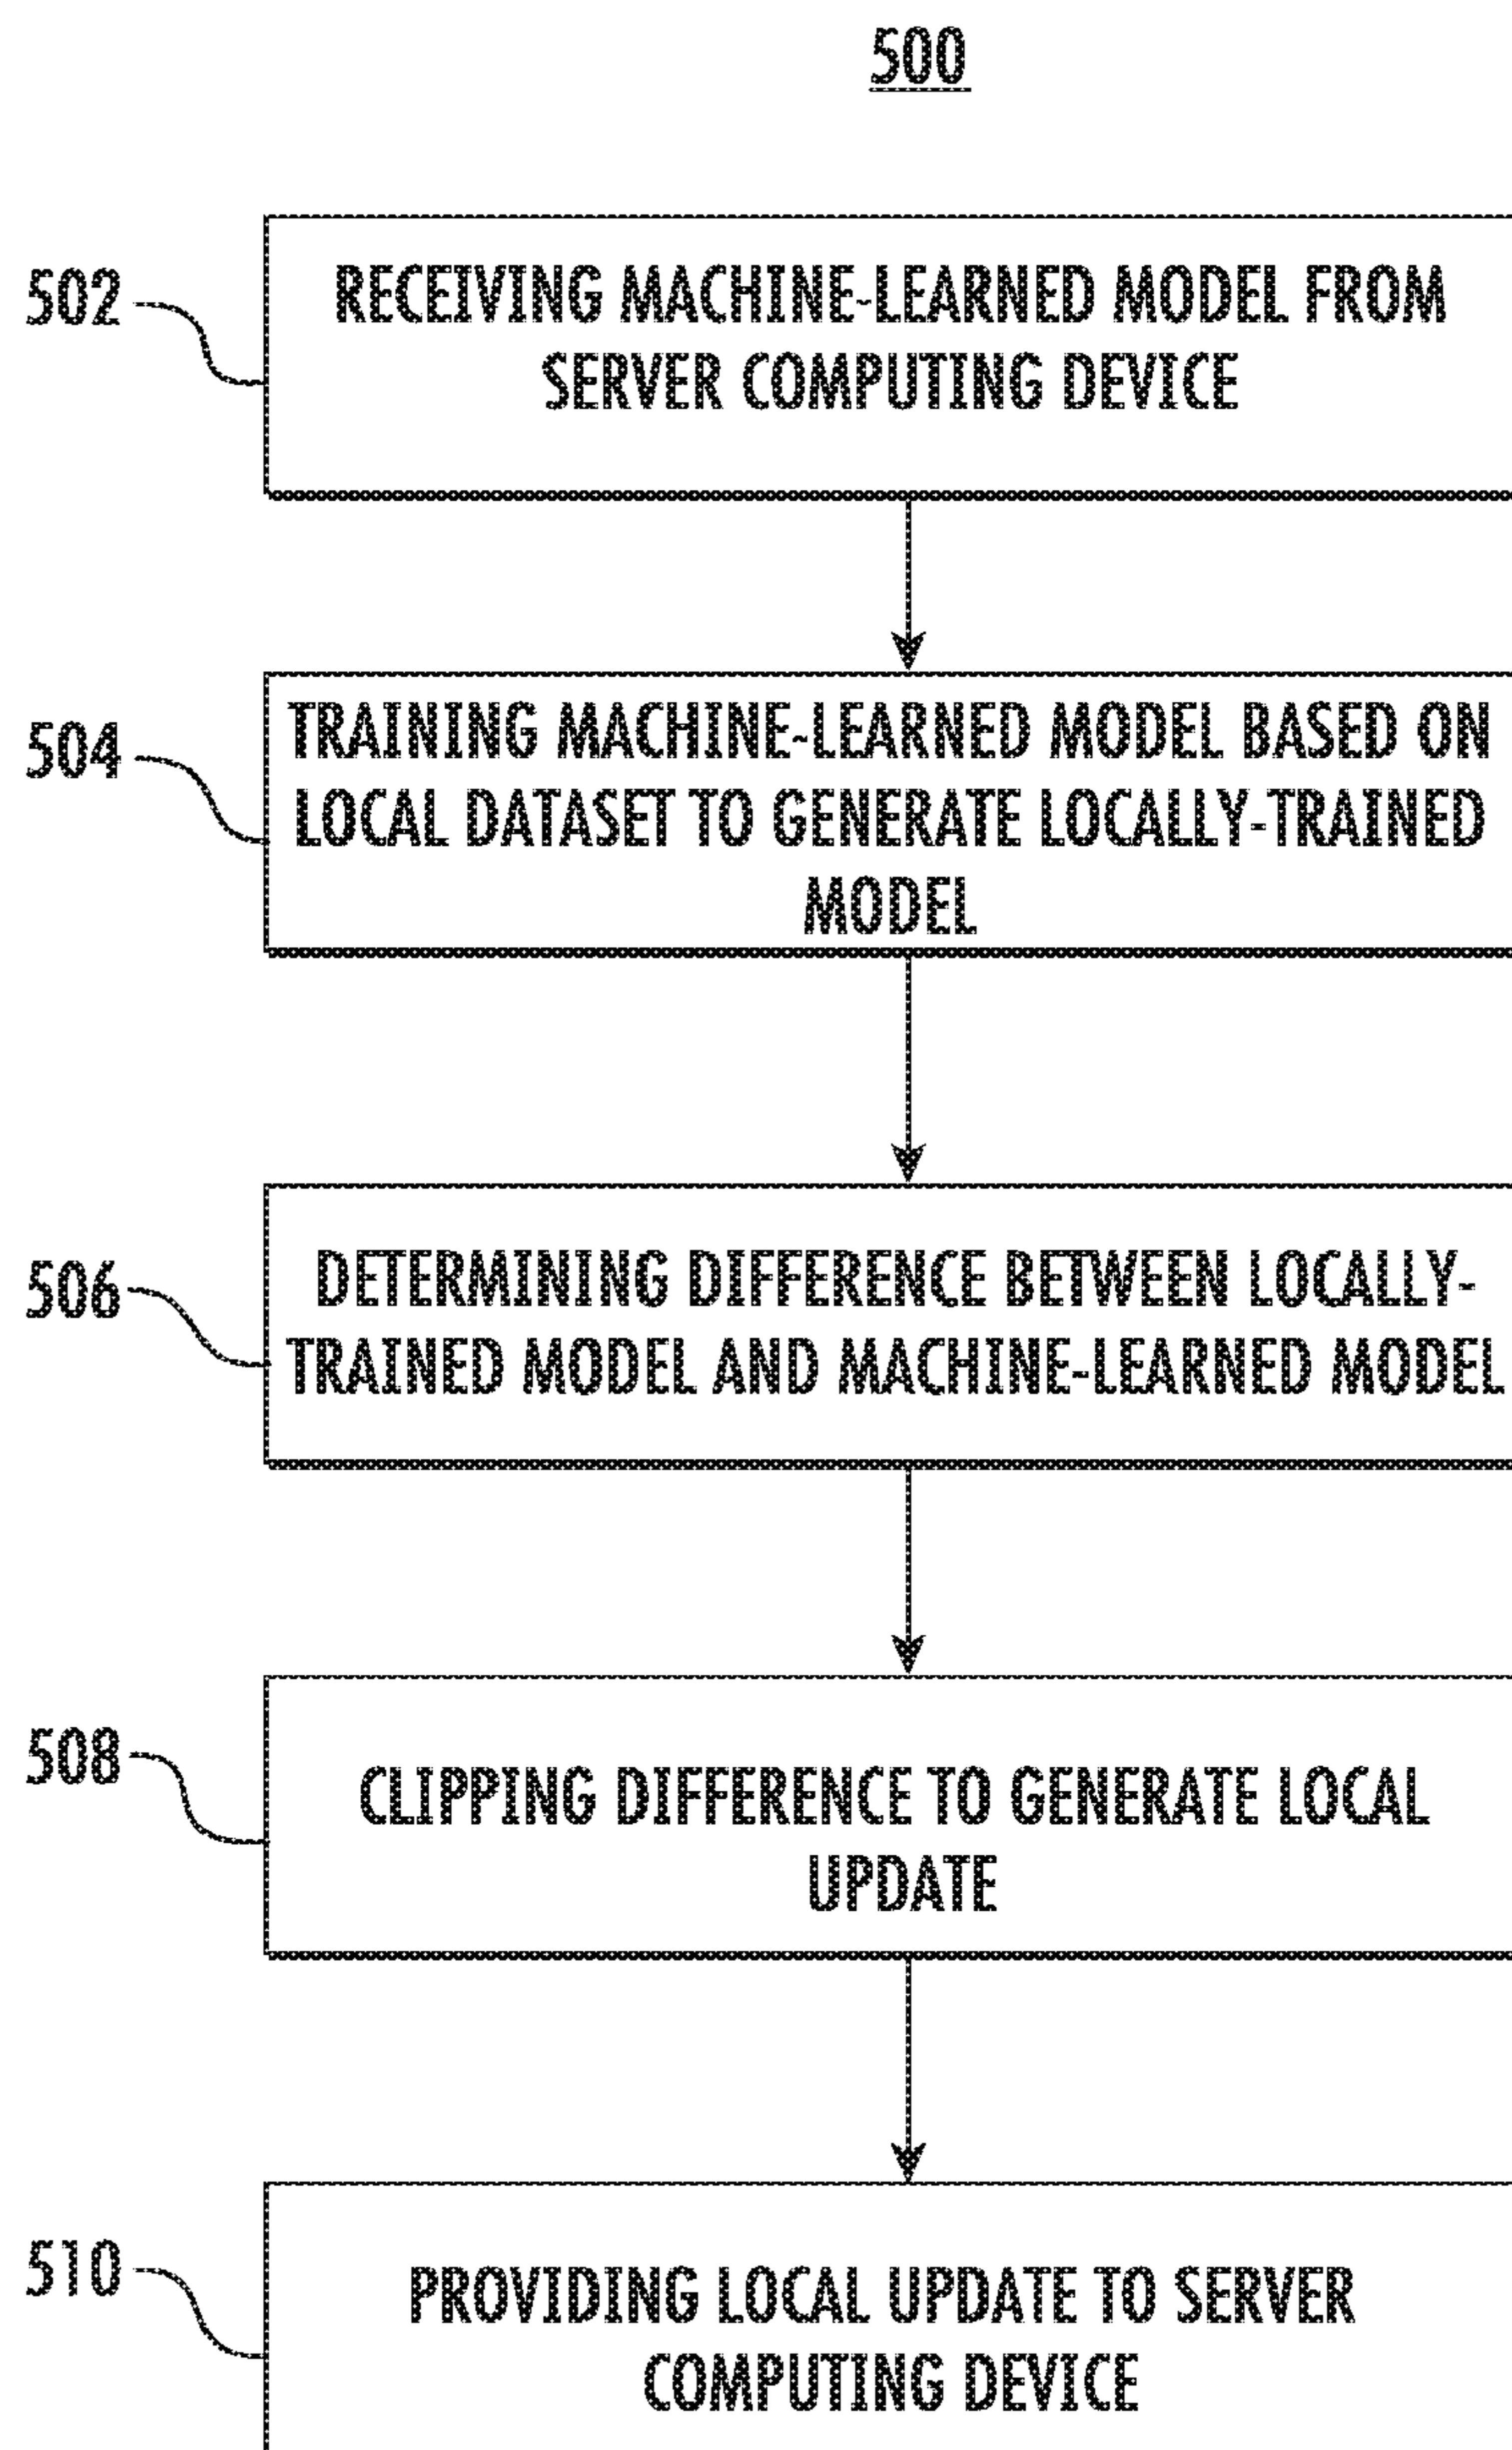 500
502
RECEIVING MACHINE-LEARNED MODEL FROM
SERVER COMPUTING DEVICE
504
TRAINING MACHINE-LEARNED MODEL BASED ON
LOCAL DATASET TO GENERATE LOCALLY-TRAINED
MODEL
506
DETERMINING DIFFERENCE BETWEEN LOCALLY-
TRAINED MODEL AND MACHINE-LEARNED MODEL
508
CLIPPING DIFFERENCE TO GENERATE LOCAL
UPDATE
510
PROVIDING LOCAL UPDATE TO SERVER
COMPUTING DEVICE